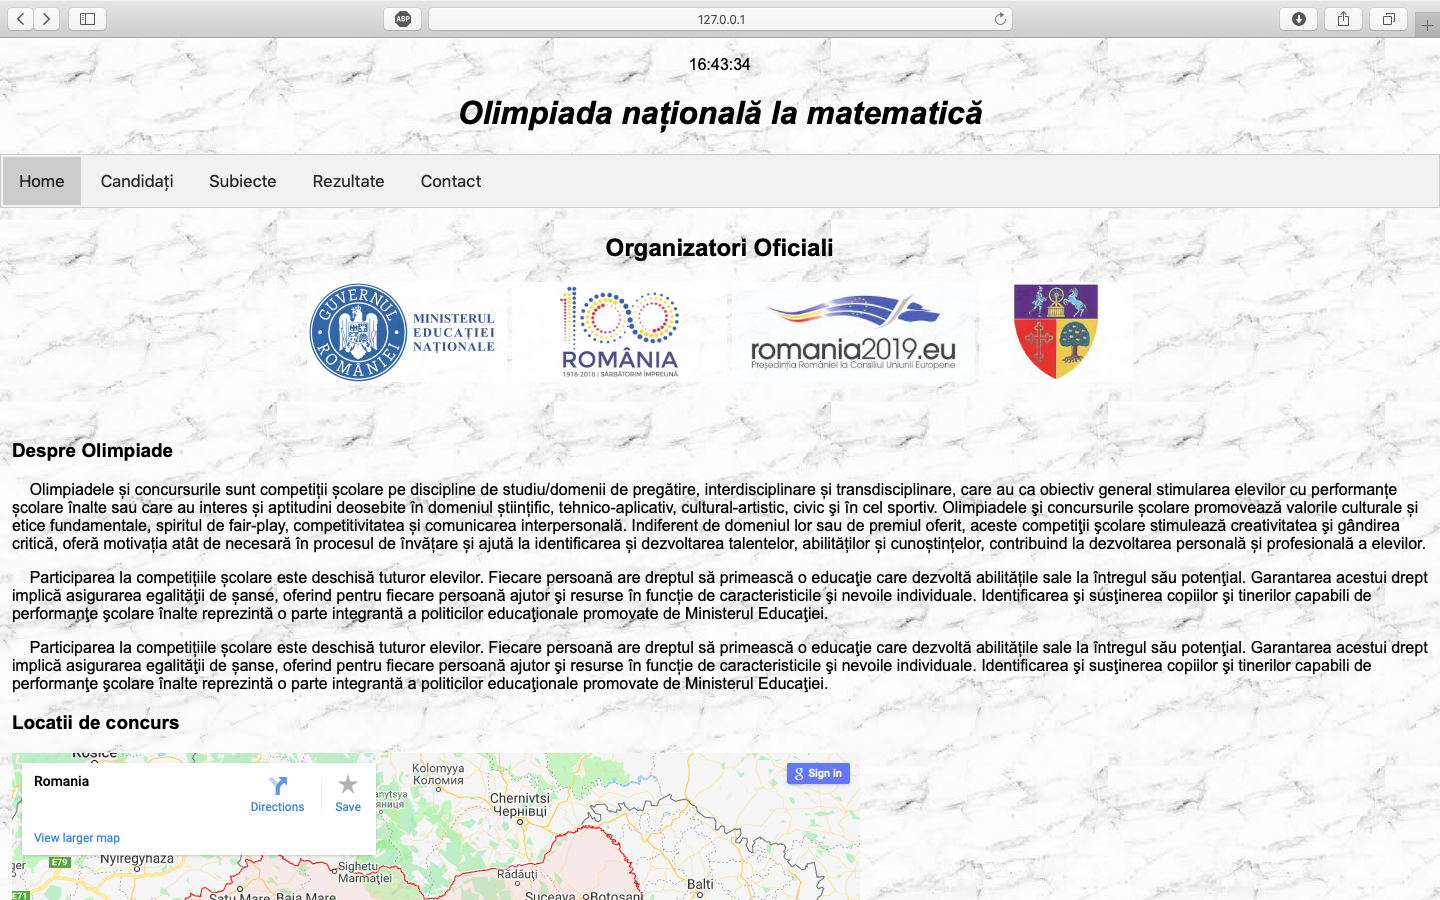 ABP
127.0.0.1
16:43:34
Olimpiada națională la matematică
Home Candidați Subiecte Rezultate Contact
Organizatori Oficiali
GUVERNUL ROMÂNIEI
MINISTERUL
EDUCAȚIEI
NAȚIONALE
100
ROMÂNIA
1918-2018 | SĂRBĂTORIM ÎMPREUNĂ
romania2019.eu
Președinția României la Consiliul Uniunii Europene
Despre Olimpiade
Olimpiadele și concursurile sunt competiții școlare pe discipline de studiu/domenii de pregătire, interdisciplinare și transdisciplinare, care au ca obiectiv general stimularea elevilor cu performanțe
școlare înalte sau care au interes și aptitudini deosebite în domeniul științific, tehnico-aplicativ, cultural-artistic, civic şi în cel sportiv. Olimpiadele şi concursurile școlare promovează valorile culturale și
etice fundamentale, spiritul de fair-play, competitivitatea și comunicarea interpersonală. Indiferent de domeniul lor sau de premiul oferit, aceste competiţii şcolare stimulează creativitatea şi gândirea
critică, oferă motivația atât de necesară în procesul de învățare și ajută la identificarea și dezvoltarea talentelor, abilităților și cunoștințelor, contribuind la dezvoltarea personală și profesională a elevilor.
Participarea la competițiile școlare este deschisă tuturor elevilor. Fiecare persoană are dreptul să primească o educaţie care dezvoltă abilitățile sale la întregul său potenţial. Garantarea acestui drept
implică asigurarea egalităţii de șanse, oferind pentru fiecare persoană ajutor şi resurse în funcție de caracteristicile şi nevoile individuale. Identificarea şi susţinerea copiilor şi tinerilor capabili de
performanţe şcolare înalte reprezintă o parte integrantă a politicilor educaţionale promovate de Ministerul Educaţiei.
Participarea la competițiile școlare este deschisă tuturor elevilor. Fiecare persoană are dreptul să primească o educaţie care dezvoltă abilitățile sale la întregul său potenţial. Garantarea acestui drept
implică asigurarea egalităţii de șanse, oferind pentru fiecare persoană ajutor şi resurse în funcție de caracteristicile şi nevoile individuale. Identificarea şi susţinerea copiilor şi tinerilor capabili de
performanţe şcolare înalte reprezintă o parte integrantă a politicilor educaţionale promovate de Ministerul Educaţiei.
Locatii de concurs
Romania
Directions
Save
View larger map
Sign in
Kolomyya
Коломия
Chernivtsi
Чернівці
E79
Nyíregyháza
Sighetu
Marmației
Rădăuți
Bălți
E71
Satu Mare
Baia Mare
Suceava
Botoșani